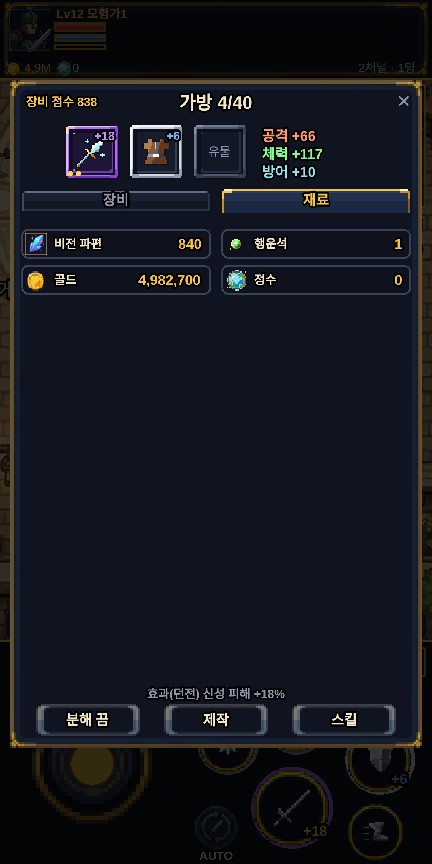 Lv12 모험가1
4.9M 0
2채널 · 1명
장비 점수 838
가방 4/40
×
+18
+6
유물
공격 +66
체력 +117
방어 +10
장비
재료
비전 파편 840
행운석 1
골드 4,982,700
정수 0
효과(던전) 신성 피해 +18%
분해 끔
제작
스킬
+6
+18
AUTO